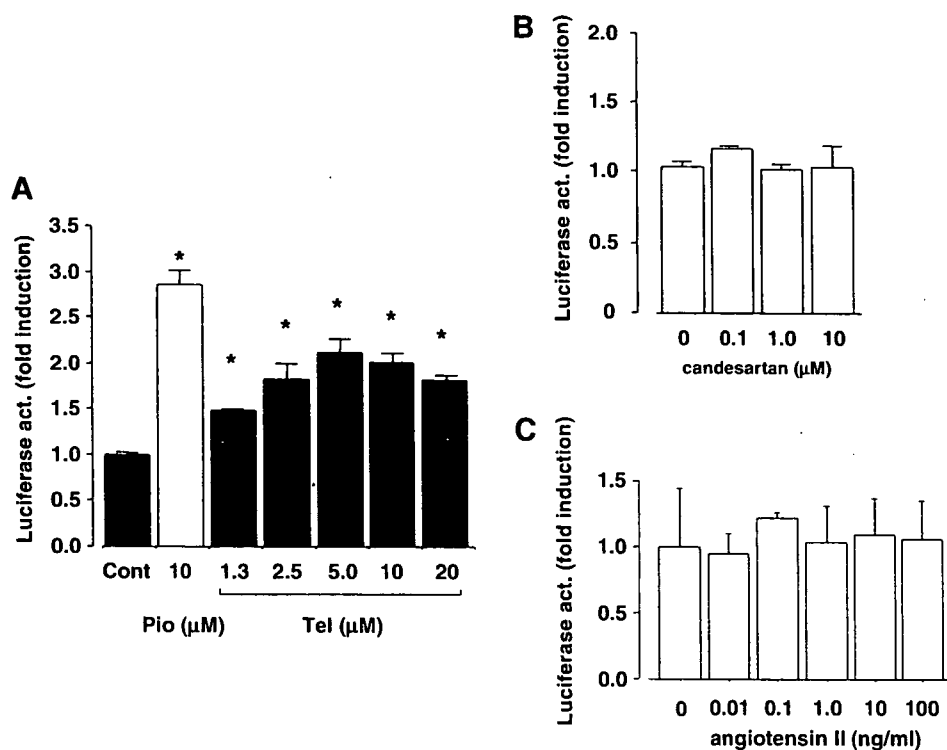 A
Luciferase act. (fold induction)
3.5
3.0
2.5
2.0
1.5
1.0
0.5
0.0
*
*
*
*
*
*
Cont 10 1.3 2.5 5.0 10 20
Pio (μM) Tel (μM)
B
Luciferase act. (fold induction)
2.0
1.5
1.0
0.5
0
0 0.1 1.0 10
candesartan (μM)
C
Luciferase act. (fold induction)
1.5
1.0
0.5
0.0
0 0.01 0.1 1.0 10 100
angiotensin II (ng/ml)